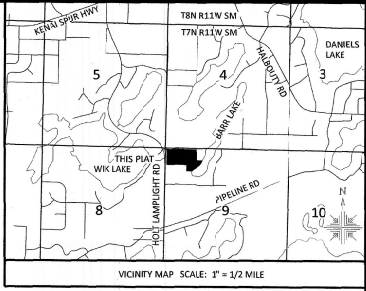 T8N R11W SM
KENAI SPUR HWY
T7N R11W SM
DANIELS
LAKE
HALBOUTY RD
5
4
3
BARR LAKE
THIS PLAT
WIK LAKE
HOLT LAMPLIGHT RD
PIPELINE RD
N
8
9
10
VICINITY MAP SCALE: 1" = 1/2 MILE